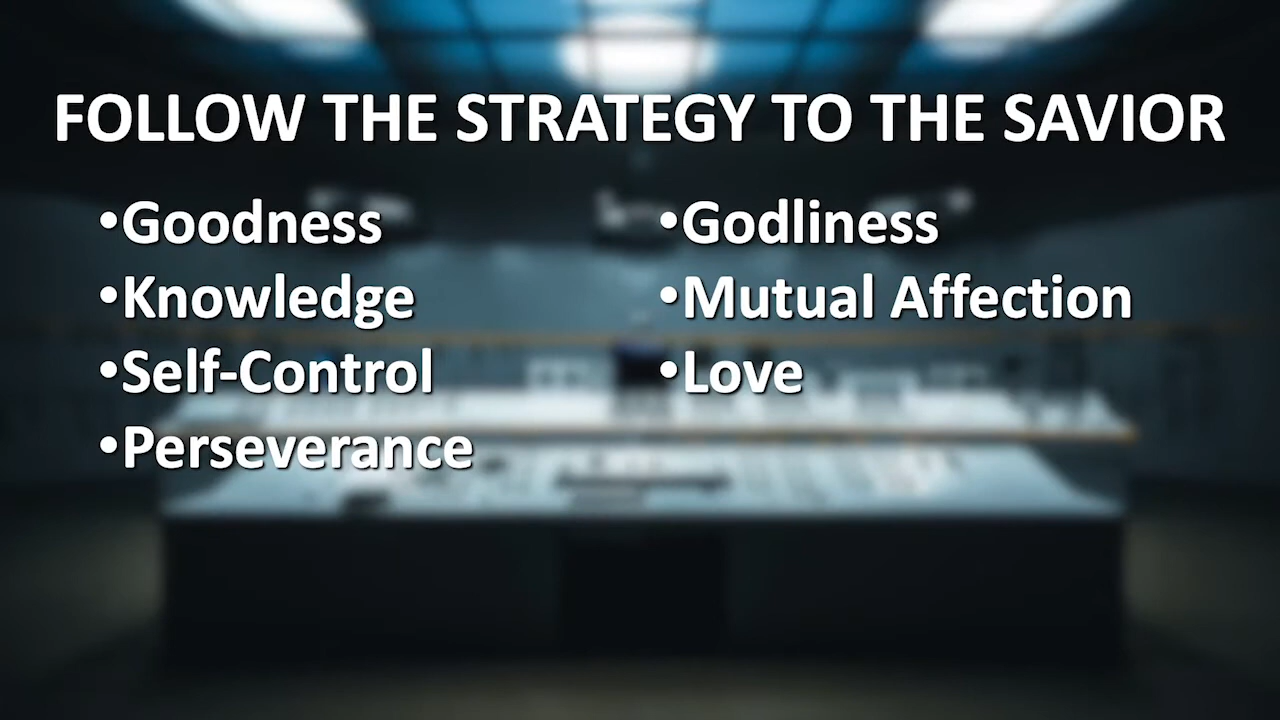 FOLLOW THE STRATEGY TO THE SAVIOR
•Goodness
•Knowledge
•Self-Control
•Perseverance
•Godliness
•Mutual Affection
•Love